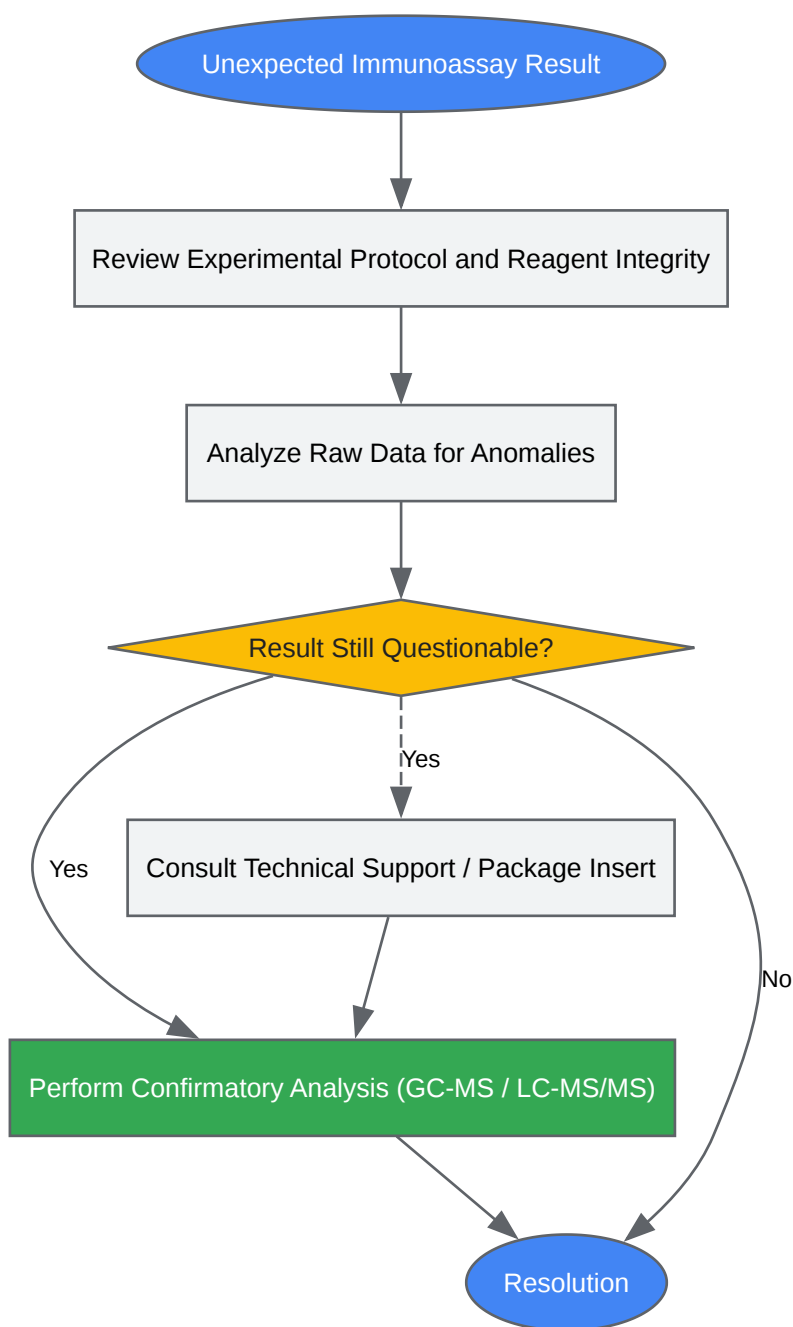 Unexpected Immunoassay Result
Review Experimental Protocol and Reagent Integrity
Analyze Raw Data for Anomalies
Result Still Questionable?
Yes
Consult Technical Support / Package Insert
Yes
No
Perform Confirmatory Analysis (GC-MS / LC-MS/MS)
Resolution